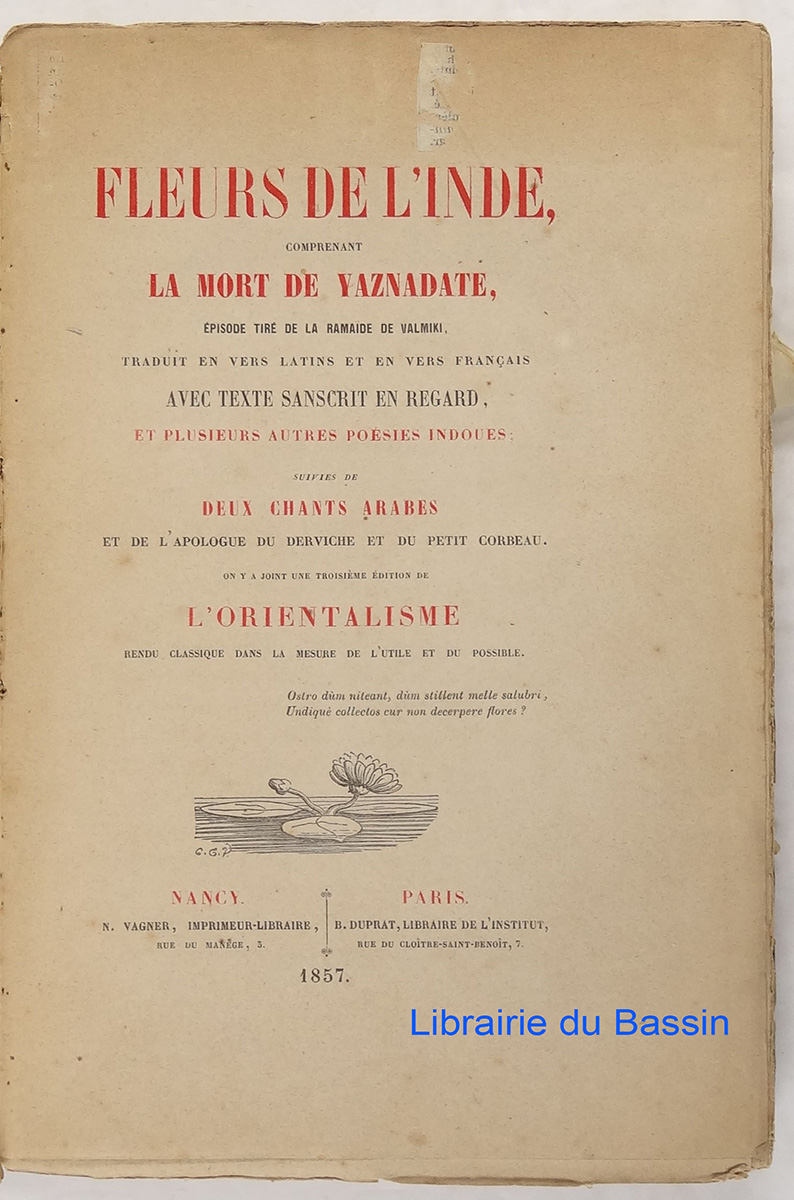 FLEURS DE L'INDE,
COMPRENANT
LA MORT DE YAZNADATE,
ÉPISODE TIRÉ DE LA RAMAIDE DE VALMIKI,
TRADUIT EN VERS LATINS ET EN VERS FRANÇAIS
AVEC TEXTE SANSCRIT EN REGARD,
ET PLUSIEURS AUTRES POÉSIES INDOUES;
SUIVIES DE
DEUX CHANTS ARABES
ET DE L'APOLOGUE DU DERVICHE ET DU PETIT CORBEAU.
ON Y A JOINT UNE TROISIÈME ÉDITION DE
L'ORIENTALISME
RENDU CLASSIQUE DANS LA MESURE DE L'UTILE ET DU POSSIBLE.
Ostro dùm niteant, dùm stillent melle salubri,
Undiquè collectos cur non decerpere flores ?
NANCY.
N. VAGNER, IMPRIMEUR-LIBRAIRE,
RUE DU MANÉGE, 3.
PARIS.
B. DUPRAT, LIBRAIRE DE L'INSTITUT,
RUE DU CLOÎTRE-SAINT-BENOÎT, 7.
1857.
Librairie du Bassin